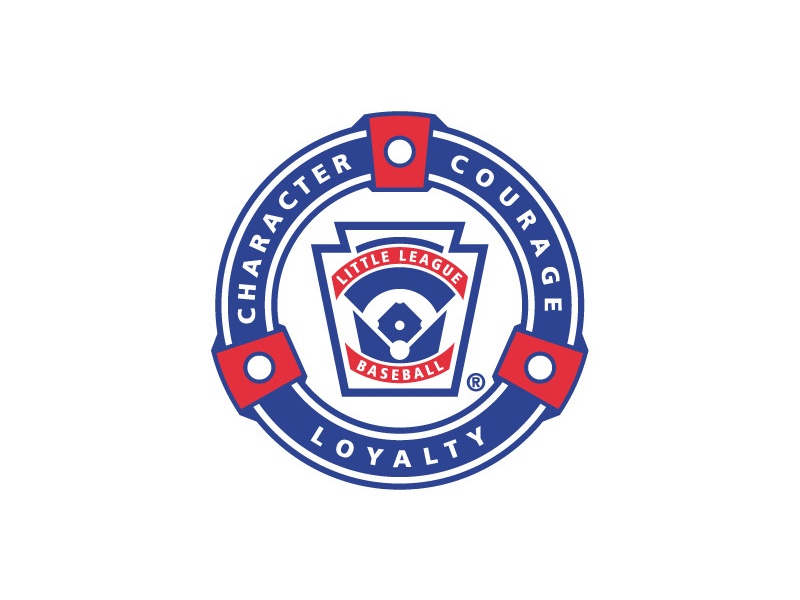 CHARACTER
COURAGE
LOYALTY
LITTLE LEAGUE
BASEBALL
®